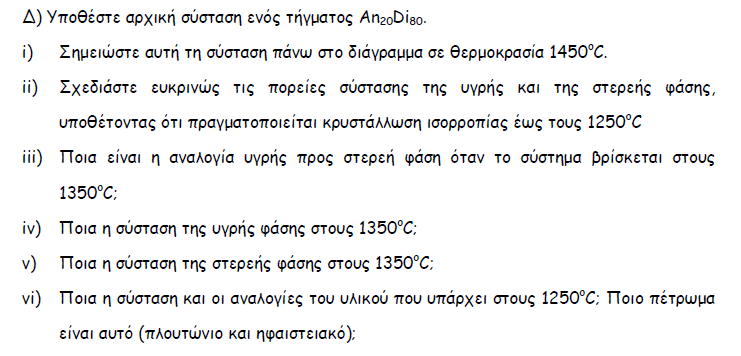 Δ) Υποθέστε αρχική σύσταση ενός τήγματος An₂₀Di₈₀.
i) Σημειώστε αυτή τη σύσταση πάνω στο διάγραμμα σε θερμοκρασία 1450°C.
ii) Σχεδιάστε ευκρινώς τις πορείες σύστασης της υγρής και της στερεής φάσης,
υποθέτοντας ότι πραγματοποιείται κρυστάλλωση ισορροπίας έως τους 1250°C
iii) Ποια είναι η αναλογία υγρής προς στερεή φάση όταν το σύστημα βρίσκεται στους
1350°C;
iv) Ποια η σύσταση της υγρής φάσης στους 1350°C;
v) Ποια η σύσταση της στερεής φάσης στους 1350°C;
vi) Ποια η σύσταση και οι αναλογίες του υλικού που υπάρχει στους 1250°C; Ποιο πέτρωμα
είναι αυτό (πλουτώνιο και ηφαιστειακό);